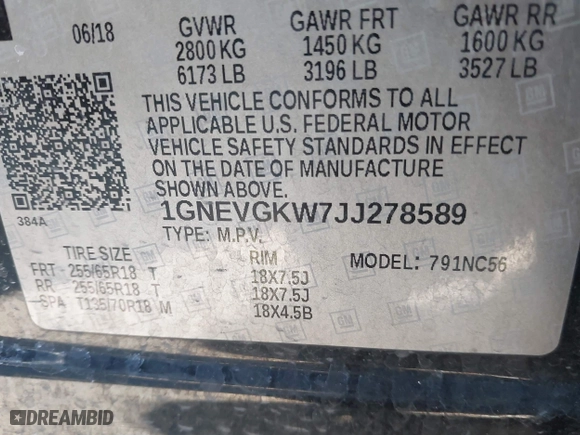 06/18 GVWR GAWR FRT GAWR RR
2800 KG 1450 KG 1600 KG
6173 LB 3196 LB 3527 LB
THIS VEHICLE CONFORMS TO ALL
APPLICABLE U.S. FEDERAL MOTOR
VEHICLE SAFETY STANDARDS IN EFFECT
ON THE DATE OF MANUFACTURE
SHOWN ABOVE.
384A
1GNEVGKW7JJ278589
TYPE: M.P.V.
TIRE SIZE RIM MODEL: 791NC56
FRT - 255/65R18 T 18X7.5J
RR - 255/65R18 T 18X7.5J
SPA T135/70R18 M 18X4.5B
GM
DREAMBID